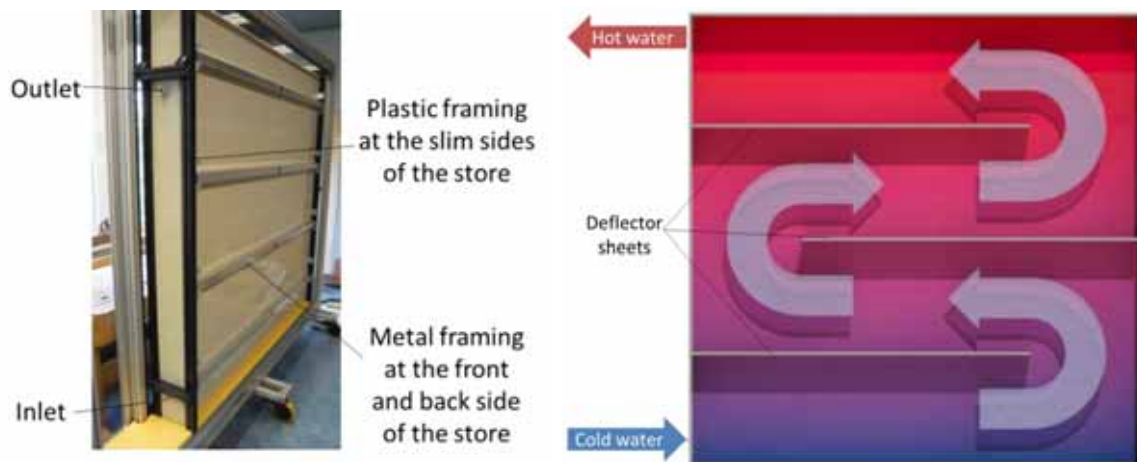 Outlet
Plastic framing
at the slim sides
of the store
Metal framing
at the front
and back side
of the store
Inlet
Hot water
Deflector
sheets
Cold water